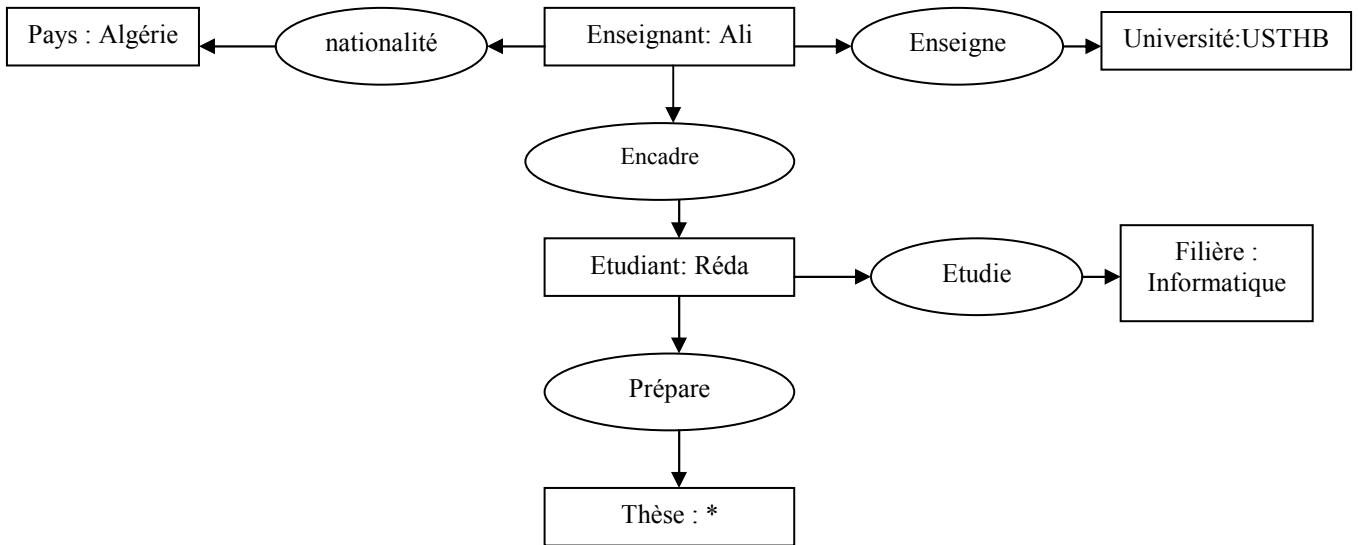 Pays : Algérie
nationalité
Enseignant: Ali
Enseigne
Université:USTHB
Encadre
Etudiant: Réda
Etudie
Filière :
Informatique
Prépare
Thèse : *